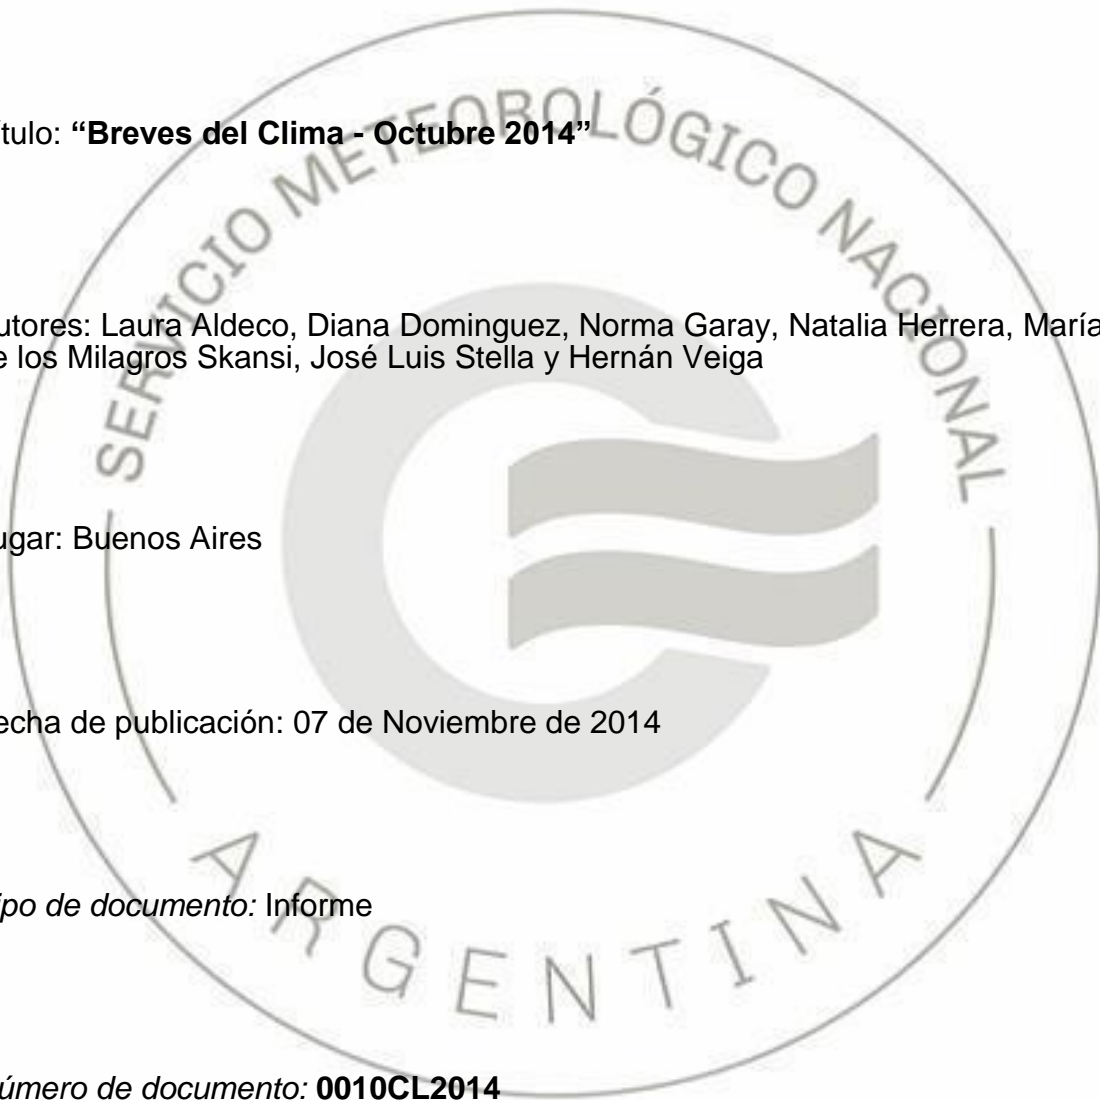 tulo: “Breves del Clima - Octubre 2014”
SERVICIO METEOROLÓGICO NACIONAL
utores: Laura Aldeco, Diana Dominguez, Norma Garay, Natalia Herrera, María
e los Milagros Skansi, José Luis Stella y Hernán Veiga
ugar: Buenos Aires
echa de publicación: 07 de Noviembre de 2014
ipo de documento: Informe
ARGENTINA
úmero de documento: 0010CL2014